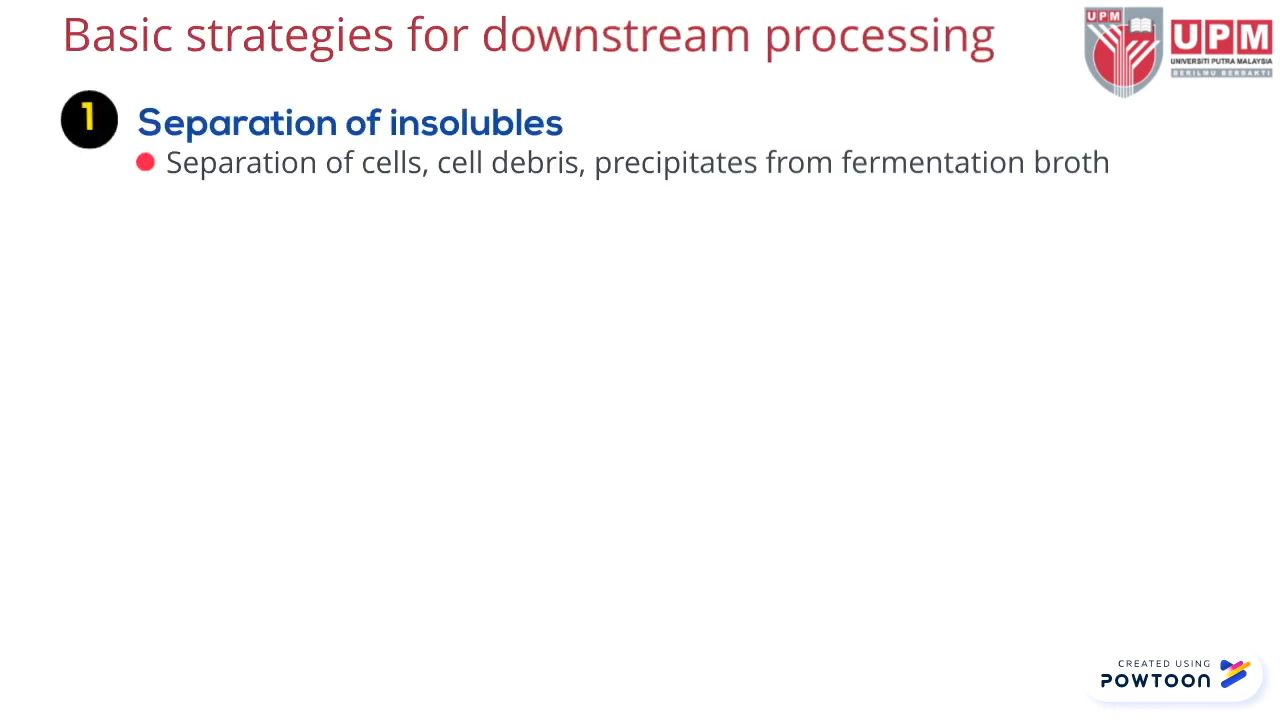 Basic strategies for downstream processing
UPM
UPM
UNIVERSITI PUTRA MALAYSIA
BERILMU BERBAKTI
1
Separation of insolubles
Separation of cells, cell debris, precipitates from fermentation broth
CREATED USING
POWTOON